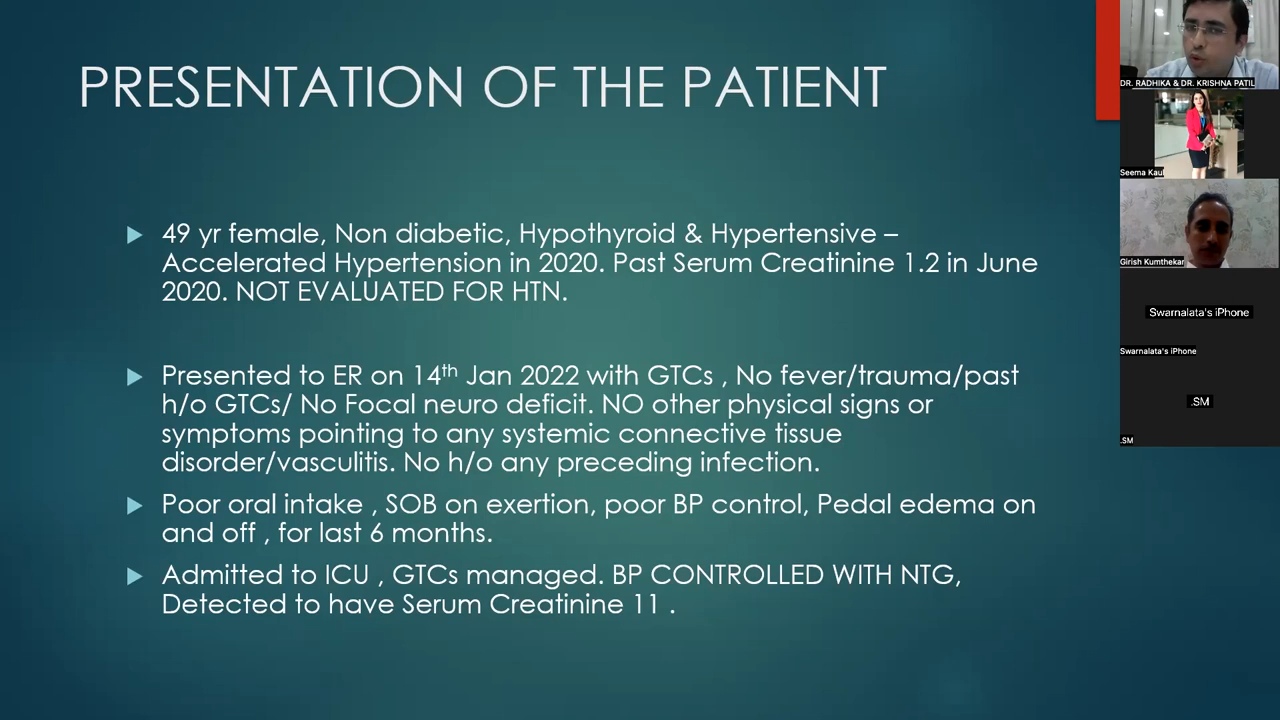 PRESENTATION OF THE PATIENT
49 yr female, Non diabetic, Hypothyroid & Hypertensive –
Accelerated Hypertension in 2020. Past Serum Creatinine 1.2 in June
2020. NOT EVALUATED FOR HTN.
Presented to ER on 14th Jan 2022 with GTCs , No fever/trauma/past
h/o GTCs/ No Focal neuro deficit. NO other physical signs or
symptoms pointing to any systemic connective tissue
disorder/vasculitis. No h/o any preceding infection.
Poor oral intake , SOB on exertion, poor BP control, Pedal edema on
and off , for last 6 months.
Admitted to ICU , GTCs managed. BP CONTROLLED WITH NTG,
Detected to have Serum Creatinine 11 .
DR. RADHIKA & DR. KRISHNA PATIL
Seema Kaul
Girish Kumthekar
Swarnalata's iPhone
Swarnalata's iPhone
.SM
.SM